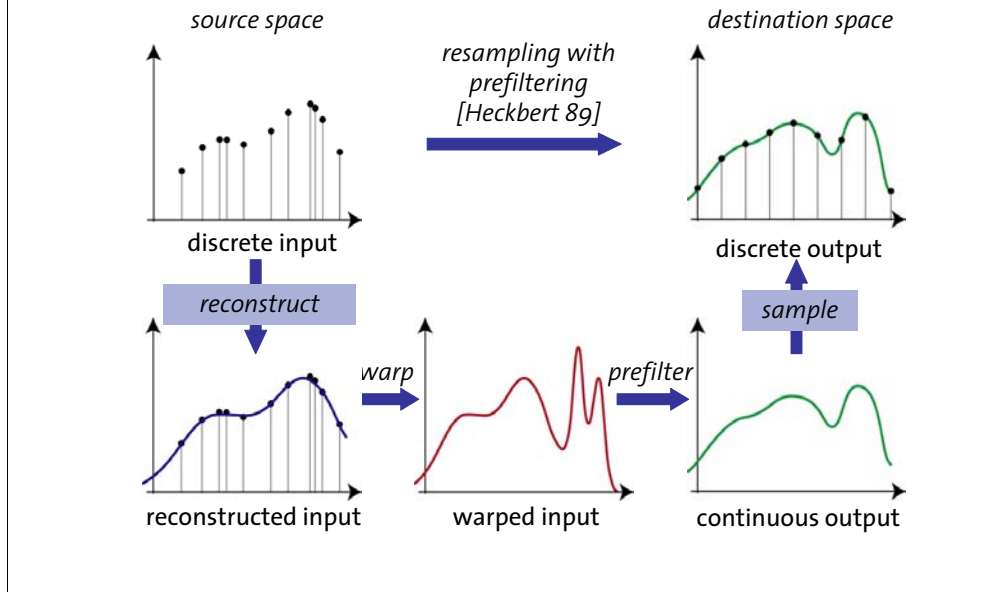 source space
destination space
resampling with
prefiltering
[Heckbert 89]
discrete input
discrete output
reconstruct
sample
warp
prefilter
reconstructed input
warped input
continuous output